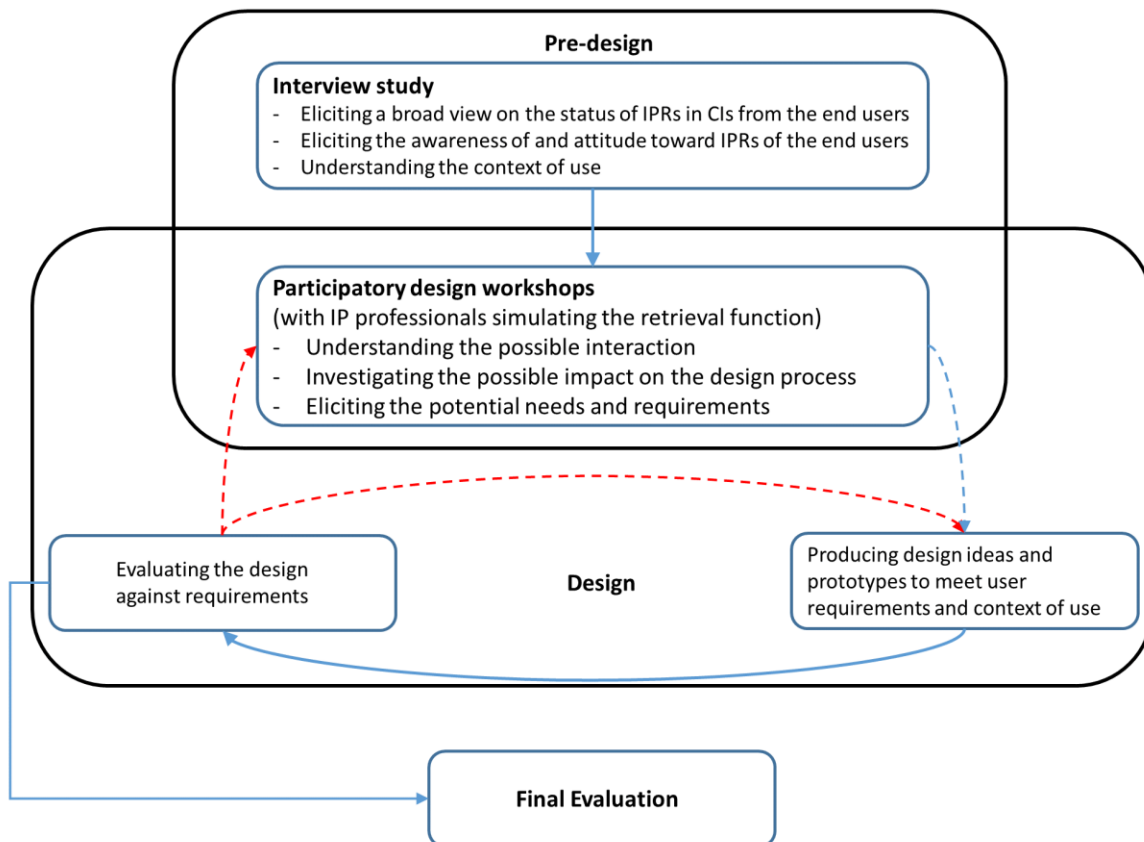 Pre-design
Interview study
- Eliciting a broad view on the status of IPRs in CIs from the end users
- Eliciting the awareness of and attitude toward IPRs of the end users
- Understanding the context of use
Participatory design workshops
(with IP professionals simulating the retrieval function)
- Understanding the possible interaction
- Investigating the possible impact on the design process
- Eliciting the potential needs and requirements
Evaluating the design
against requirements
Design
Producing design ideas and
prototypes to meet user
requirements and context of use
Final Evaluation